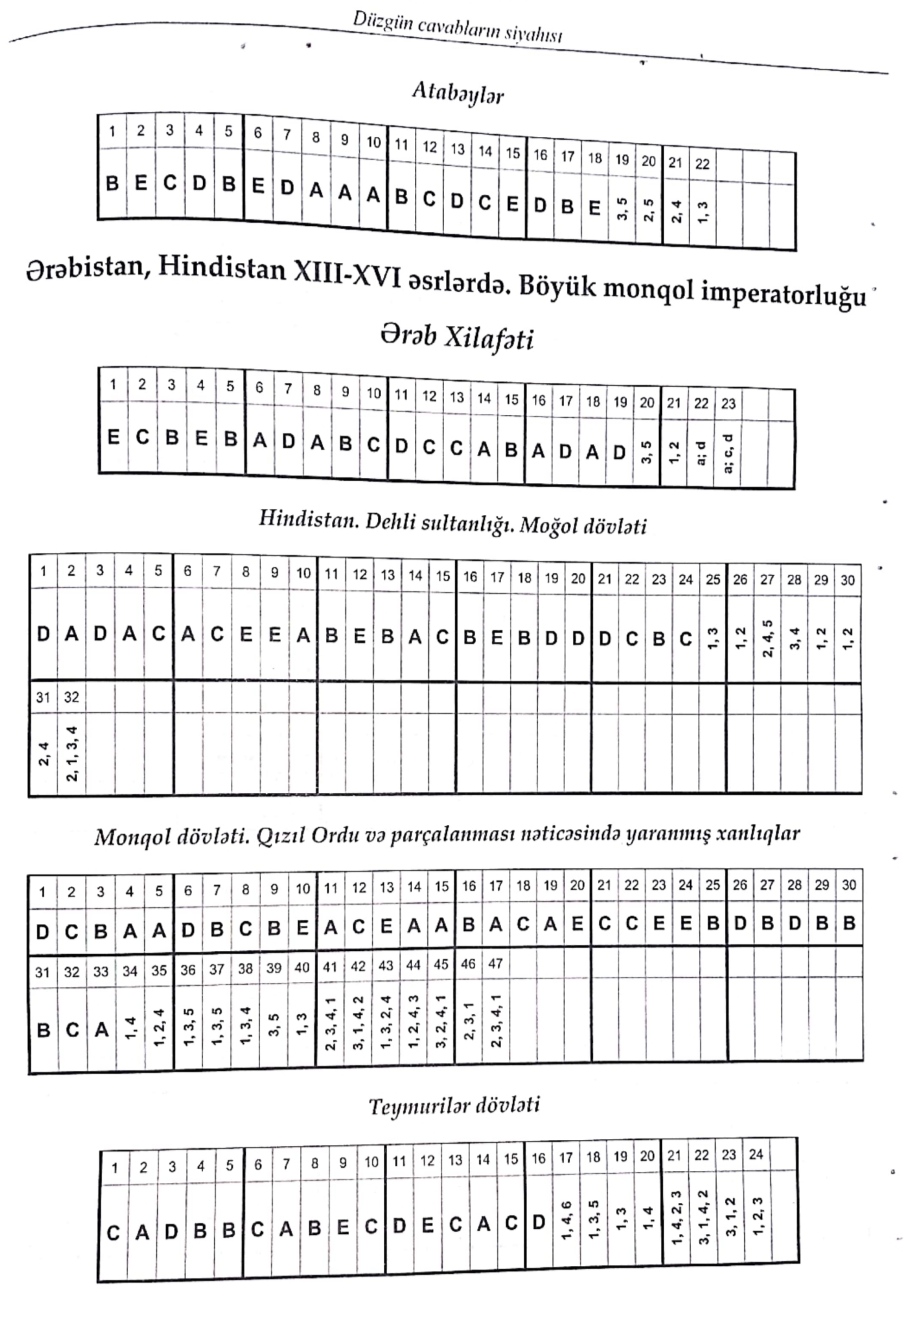 Düzgün cavabların siyahısı
Atabəylər
1 2 3 4 5 6 7 8 9 10 11 12 13 14 15 16 17 18 19 20 21 22
B E C D B E D A A A B C D C E D B E 3, 5 2, 5 2, 4 1, 3
Ərəbistan, Hindistan XIII-XVI əsrlərdə. Böyük monqol imperatorluğu
Ərəb Xilafəti
1 2 3 4 5 6 7 8 9 10 11 12 13 14 15 16 17 18 19 20 21 22 23
E C B E B A D A B C D C C A B A D A D 3, 5 1, 2 a; d a; c, d
Hindistan. Dehli sultanlığı. Moğol dövləti
1 2 3 4 5 6 7 8 9 10 11 12 13 14 15 16 17 18 19 20 21 22 23 24 25 26 27 28 29 30
D A D A C A C E E A B E B A C B E B D D D C B C 1, 3 1, 2 2, 4, 5 3, 4 1, 2 1, 2
31 32
2, 4 2, 1, 3, 4
Monqol dövləti. Qızıl Ordu və parçalanması nəticəsində yaranmış xanlıqlar
1 2 3 4 5 6 7 8 9 10 11 12 13 14 15 16 17 18 19 20 21 22 23 24 25 26 27 28 29 30
D C B A A D B C B E A C E A A B A C A E C C E E B D B D B B
31 32 33 34 35 36 37 38 39 40 41 42 43 44 45 46 47
B C A 1, 4 1, 2, 4 1, 3, 5 1, 3, 5 1, 3, 4 3, 5 1, 3 2, 3, 4, 1 3, 1, 4, 2 1, 3, 2, 4 1, 2, 4, 3 3, 2, 4, 1 2, 3, 1 2, 3, 4, 1
Teymurilər dövləti
1 2 3 4 5 6 7 8 9 10 11 12 13 14 15 16 17 18 19 20 21 22 23 24
C A D B B C A B E C D E C A C D 1, 4, 6 1, 3, 5 1, 3 1, 4 1, 4, 2, 3 3, 1, 4, 2 3, 1, 2 1, 2, 3